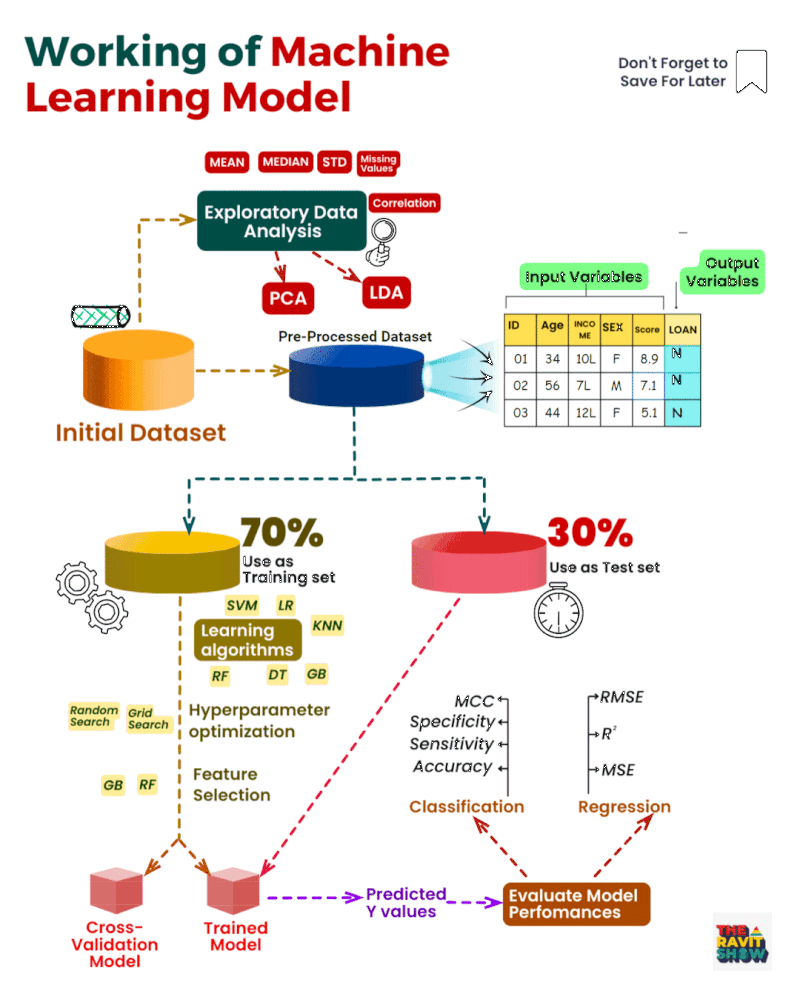 Working of Machine
Learning Model
Don't Forget to
Save For Later
MEAN
MEDIAN
STD
Missing
Values
Exploratory Data
Analysis
Correlation
PCA
LDA
Input Variables
Output
Variables
Pre-Processed Dataset
ID Age INCO SEX Score LOAN
ME
01 34 10L F 8.9 N
02 56 7L M 7.1 N
03 44 12L F 5.1 N
Initial Dataset
70%
Use as
Training set
30%
Use as Test set
SVM
LR
KNN
Learning
algorithms
RF
DT
GB
Random
Search
Grid
Search
Hyperparameter
optimization
GB
RF
Feature
Selection
MCC
Specificity
Sensitivity
Accuracy
Classification
RMSE
R²
MSE
Regression
Cross-
Validation
Model
Trained
Model
Predicted
Y values
Evaluate Model
Perfomances
THE
RAVIT
SHOW